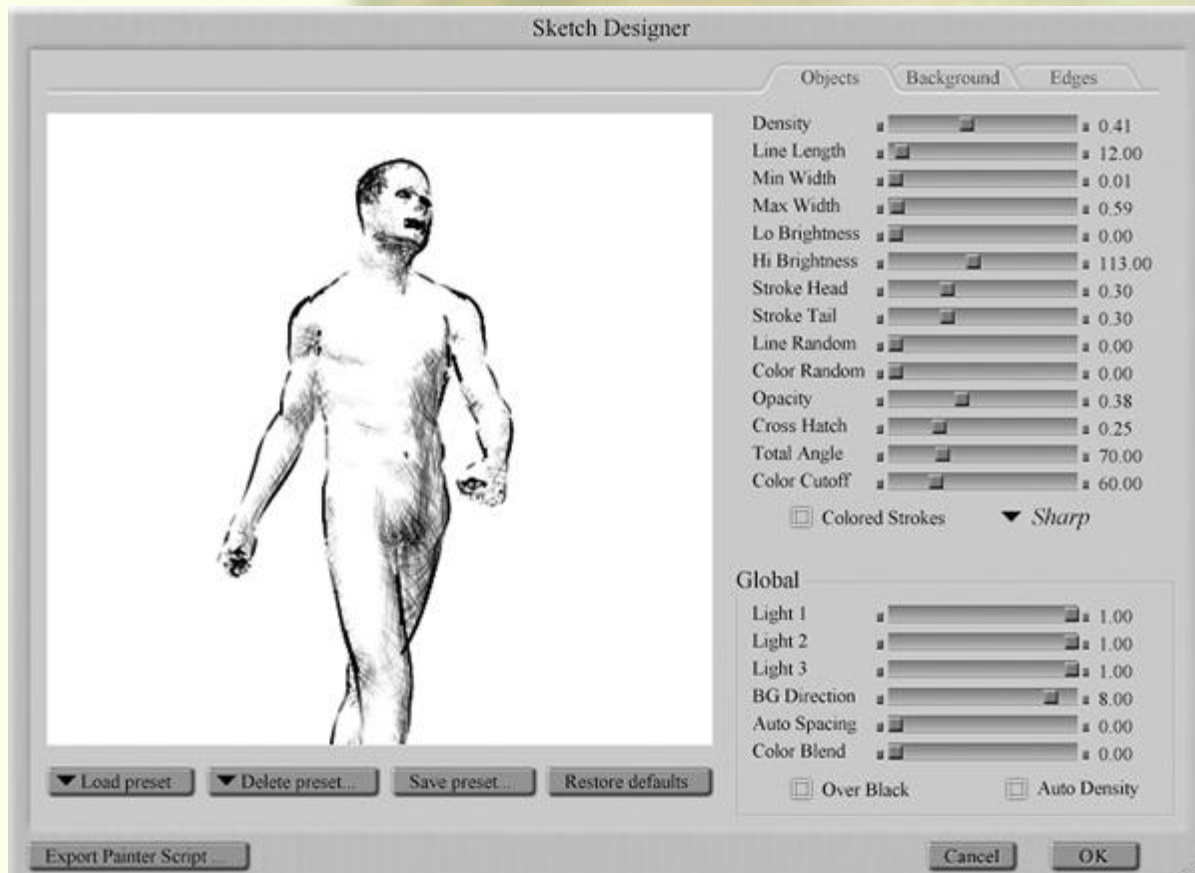 Sketch Designer
Objects Background Edges
Density 0.41
Line Length 12.00
Min Width 0.01
Max Width 0.59
Lo Brightness 0.00
Hi Brightness 113.00
Stroke Head 0.30
Stroke Tail 0.30
Line Random 0.00
Color Random 0.00
Opacity 0.38
Cross Hatch 0.25
Total Angle 70.00
Color Cutoff 60.00
Colored Strokes Sharp
Global
Light 1 1.00
Light 2 1.00
Light 3 1.00
BG Direction 8.00
Auto Spacing 0.00
Color Blend 0.00
Over Black Auto Density
Load preset Delete preset... Save preset... Restore defaults
Export Painter Script ... Cancel OK